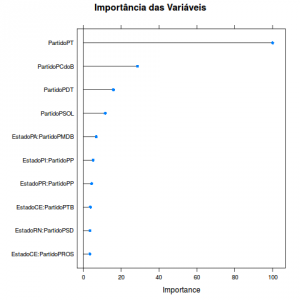 Importância das Variáveis
PartidoPT
PartidoPCdoB
PartidoPDT
PartidoPSOL
EstadoPA:PartidoPMDB
EstadoPI:PartidoPP
EstadoPR:PartidoPP
EstadoCE:PartidoPTB
EstadoRN:PartidoPSD
EstadoCE:PartidoPROS
0 20 40 60 80 100
Importance